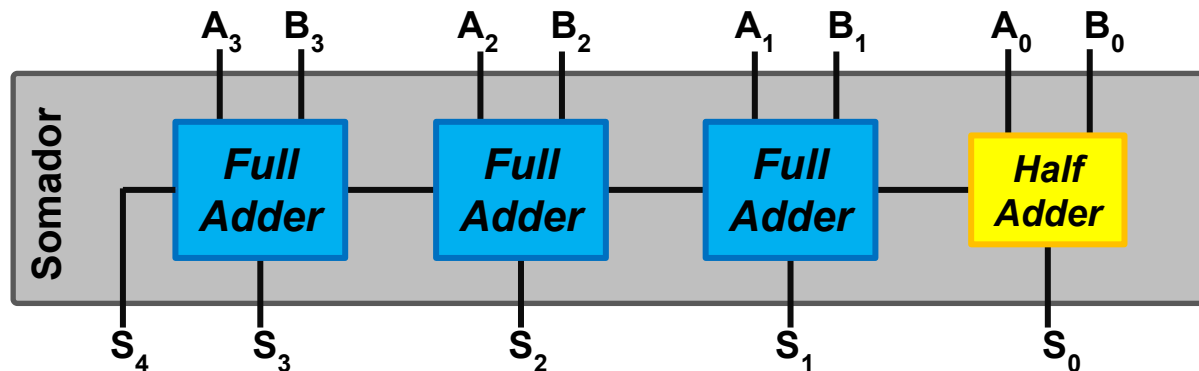 A₃ B₃ A₂ B₂ A₁ B₁ A₀ B₀
Somador
Full Adder
Full Adder
Full Adder
Half Adder
S₄ S₃ S₂ S₁ S₀